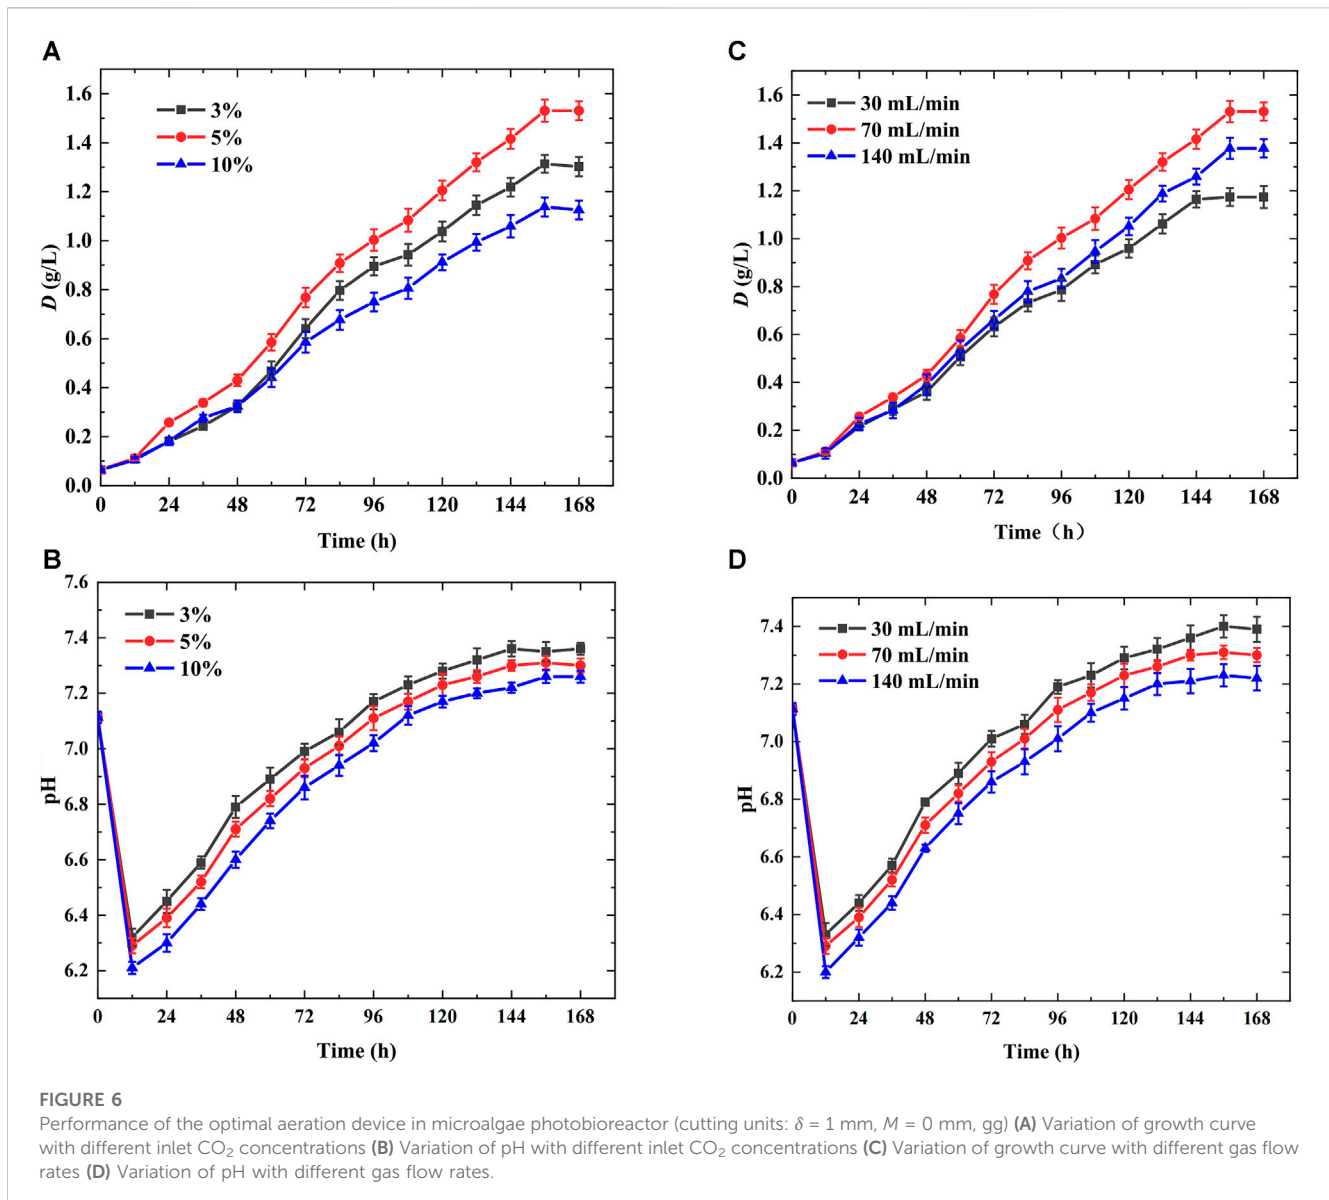 A
1.6
1.4
1.2
1.0
0.8
0.6
0.4
0.2
0.0
D (g/L)
3%
5%
10%
0 24 48 72 96 120 144 168
Time (h)
C
1.6
1.4
1.2
1.0
0.8
0.6
0.4
0.2
0.0
D (g/L)
30 mL/min
70 mL/min
140 mL/min
0 24 48 72 96 120 144 168
Time（h）
B
7.6
7.4
7.2
7.0
6.8
6.6
6.4
6.2
pH
3%
5%
10%
0 24 48 72 96 120 144 168
Time (h)
D
7.4
7.2
7.0
6.8
6.6
6.4
6.2
pH
30 mL/min
70 mL/min
140 mL/min
0 24 48 72 96 120 144 168
Time (h)
FIGURE 6
Performance of the optimal aeration device in microalgae photobioreactor (cutting units: δ = 1 mm, M = 0 mm, gg) (A) Variation of growth curve
with different inlet CO₂ concentrations (B) Variation of pH with different inlet CO₂ concentrations (C) Variation of growth curve with different gas flow
rates (D) Variation of pH with different gas flow rates.